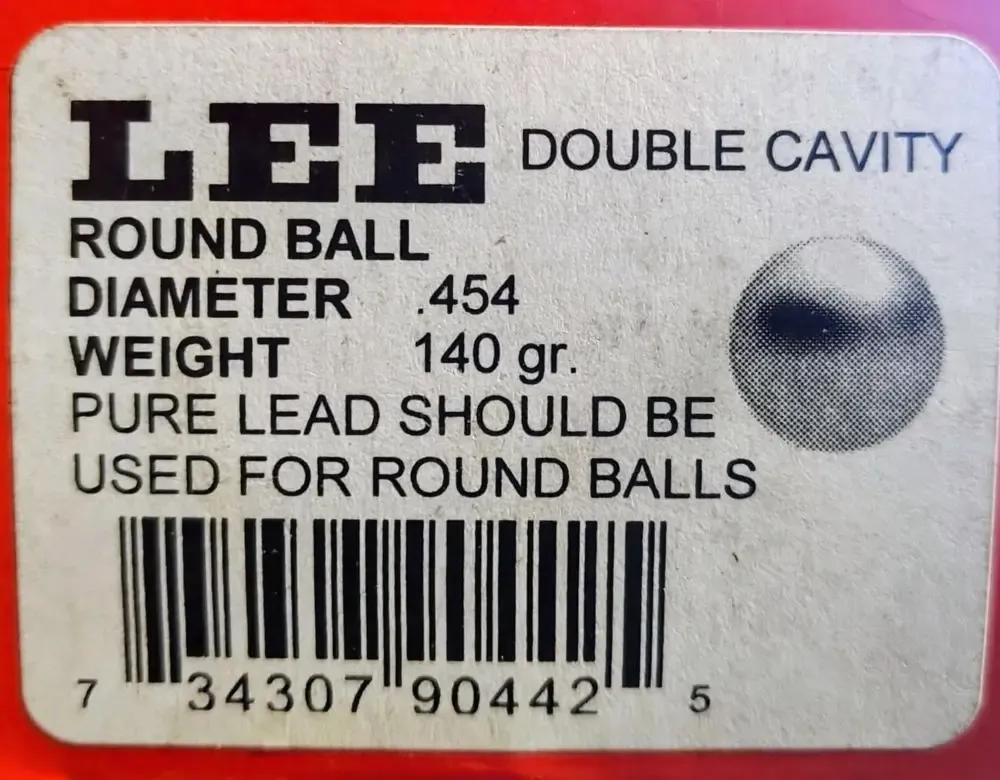 LEE DOUBLE CAVITY
ROUND BALL
DIAMETER .454
WEIGHT 140 gr.
PURE LEAD SHOULD BE
USED FOR ROUND BALLS
7 34307 90442 5